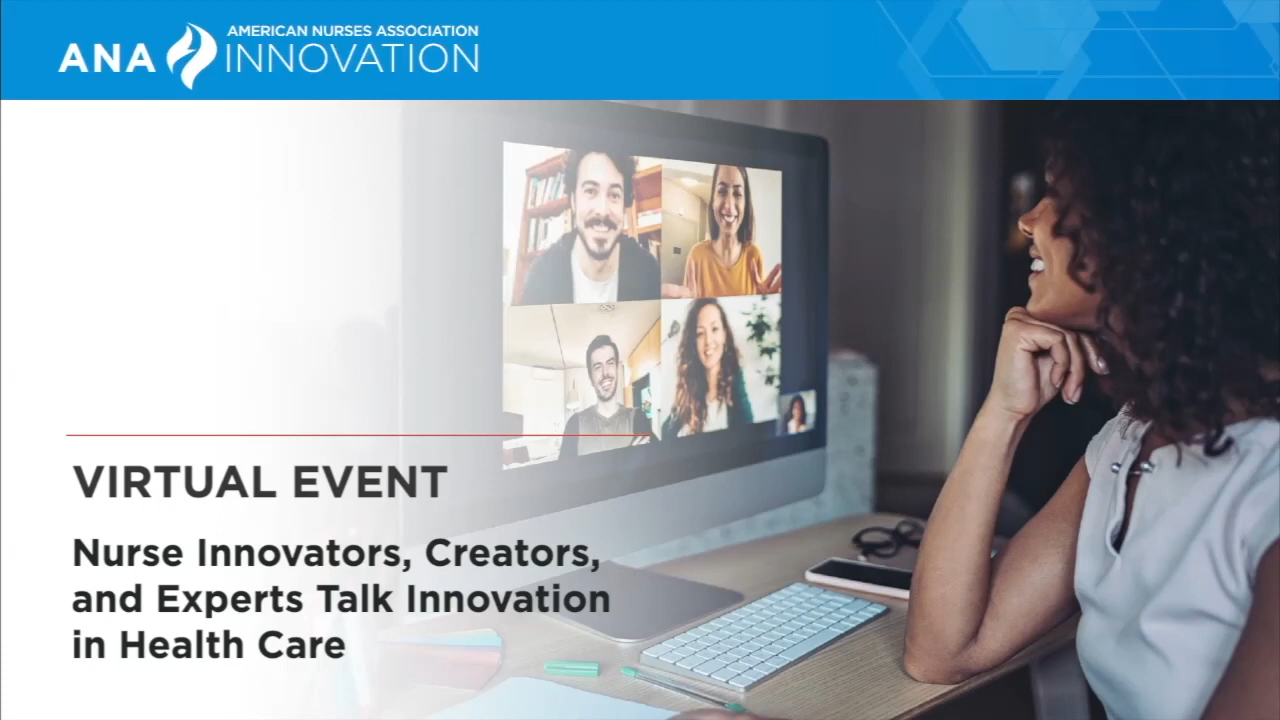 ANA
AMERICAN NURSES ASSOCIATION
INNOVATION
VIRTUAL EVENT
Nurse Innovators, Creators,
and Experts Talk Innovation
in Health Care